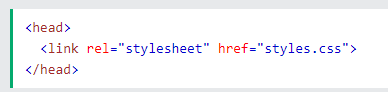 <head>
  <link rel="stylesheet" href="styles.css">
</head>